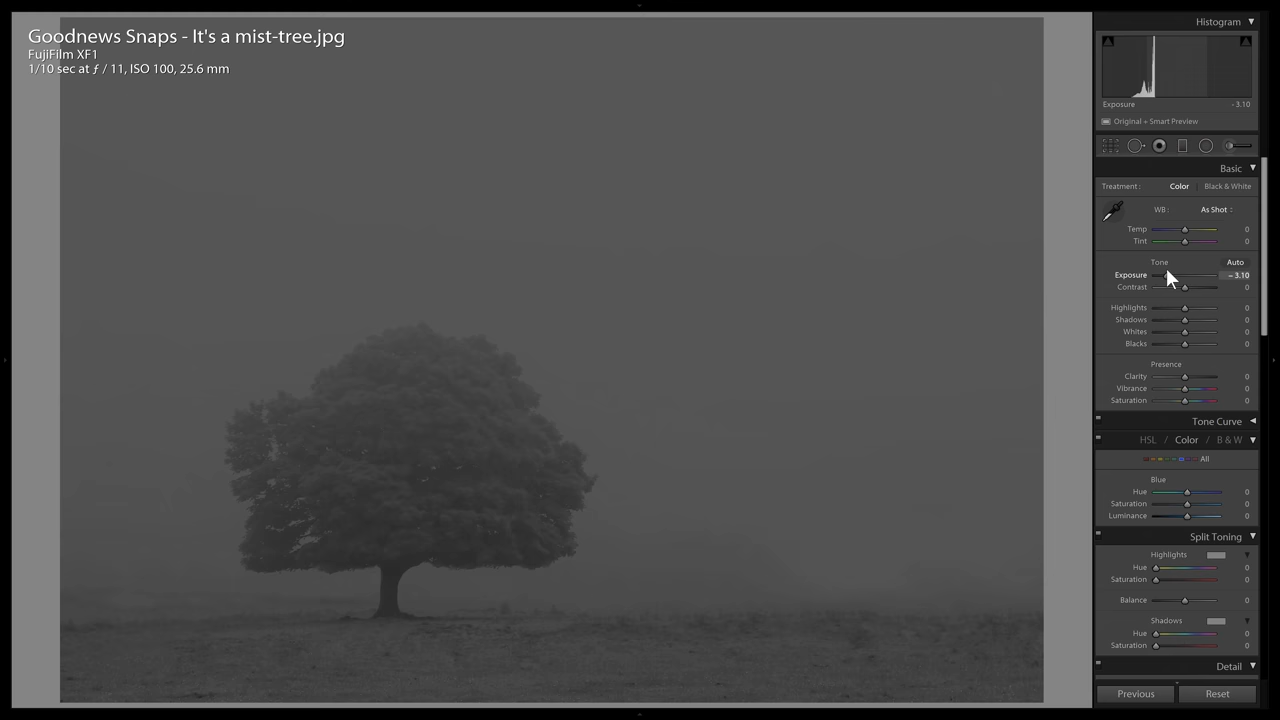 Goodnews Snaps - It's a mist-tree.jpg
FujiFilm XF1
1/10 sec at ƒ / 11, ISO 100, 25.6 mm
Histogram
Exposure - 3.10
Original + Smart Preview
Basic
Treatment : Color | Black & White
WB : As Shot
Temp 0
Tint 0
Tone Auto
Exposure – 3.10
Contrast 0
Highlights 0
Shadows 0
Whites 0
Blacks 0
Presence
Clarity 0
Vibrance 0
Saturation 0
Tone Curve
HSL / Color / B & W
All
Blue
Hue 0
Saturation 0
Luminance 0
Split Toning
Highlights
Hue 0
Saturation 0
Balance 0
Shadows
Hue 0
Saturation 0
Detail
Previous Reset